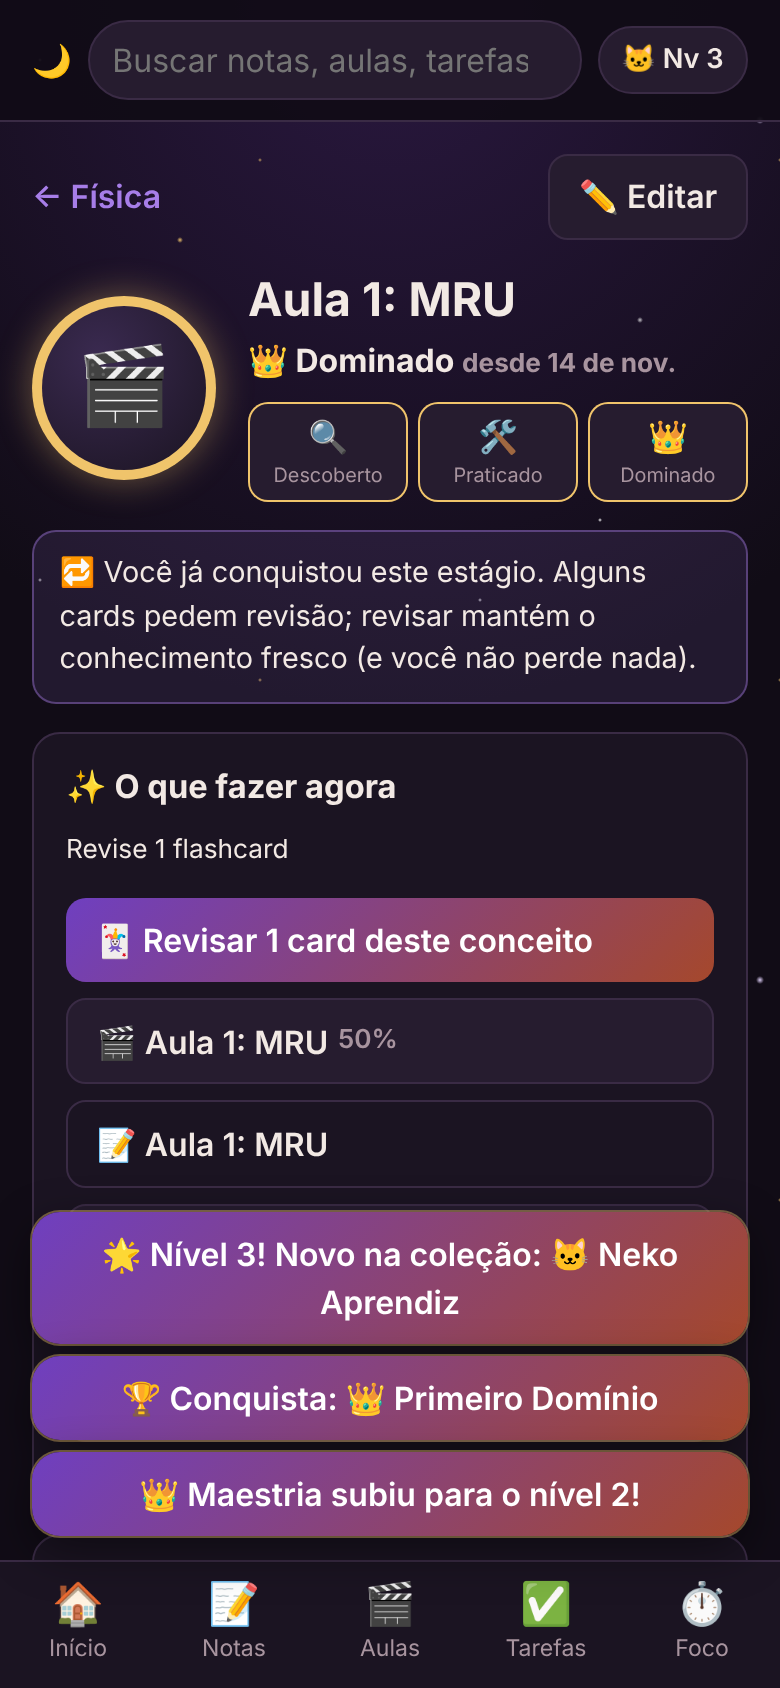 Buscar notas, aulas, tarefas
Nv 3
← Física
Editar
Aula 1: MRU
Dominado desde 14 de nov.
Descoberto
Praticado
Dominado
Você já conquistou este estágio. Alguns
cards pedem revisão; revisar mantém o
conhecimento fresco (e você não perde nada).
O que fazer agora
Revise 1 flashcard
Revisar 1 card deste conceito
Aula 1: MRU 50%
Aula 1: MRU
Nível 3! Novo na coleção: Neko
Aprendiz
Conquista: Primeiro Domínio
Maestria subiu para o nível 2!
Início
Notas
Aulas
Tarefas
Foco